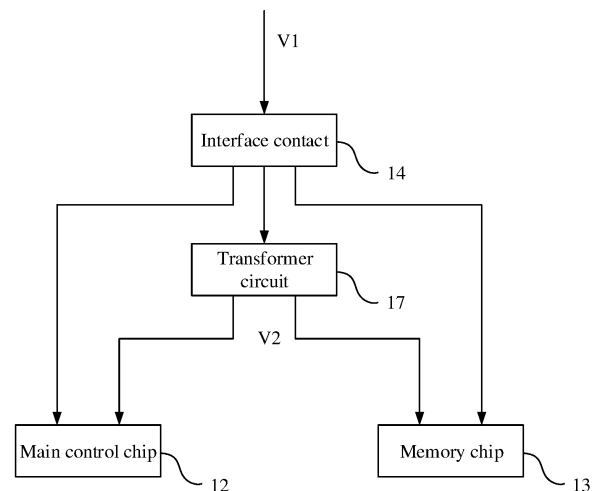 V1
Interface contact
14
Transformer
circuit
17
V2
Main control chip
12
Memory chip
13